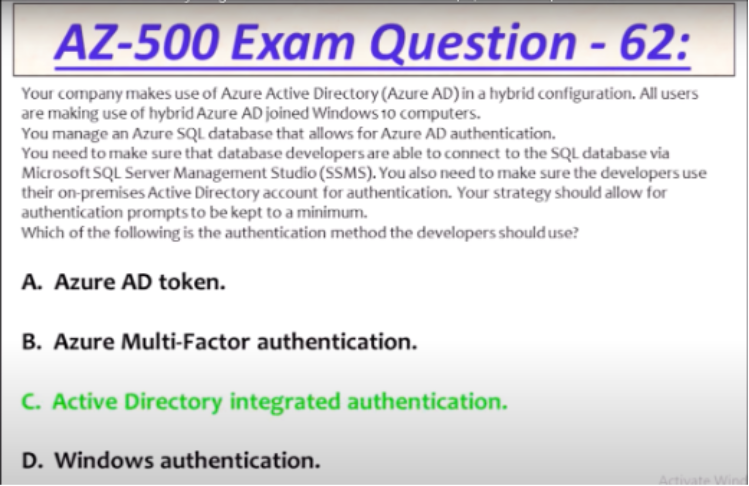 AZ-500 Exam Question - 62:
Your company makes use of Azure Active Directory (Azure AD) in a hybrid configuration. All users
are making use of hybrid Azure AD joined Windows 10 computers.
You manage an Azure SQL database that allows for Azure AD authentication.
You need to make sure that database developers are able to connect to the SQL database via
Microsoft SQL Server Management Studio (SSMS). You also need to make sure the developers use
their on-premises Active Directory account for authentication. Your strategy should allow for
authentication prompts to be kept to a minimum.
Which of the following is the authentication method the developers should use?
A. Azure AD token.
B. Azure Multi-Factor authentication.
C. Active Directory integrated authentication.
D. Windows authentication.
Activate Wind